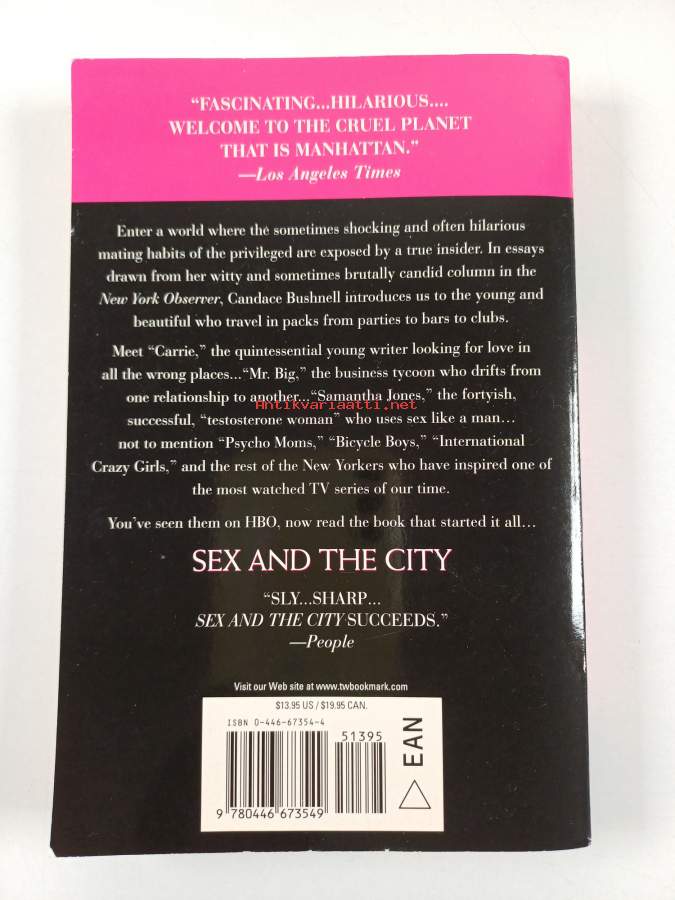 “FASCINATING...HILARIOUS....
WELCOME TO THE CRUEL PLANET
THAT IS MANHATTAN.”
—Los Angeles Times
Enter a world where the sometimes shocking and often hilarious
mating habits of the privileged are exposed by a true insider. In essays
drawn from her witty and sometimes brutally candid column in the
New York Observer, Candace Bushnell introduces us to the young and
beautiful who travel in packs from parties to bars to clubs.
Meet “Carrie,” the quintessential young writer looking for love in
all the wrong places...“Mr. Big,” the business tycoon who drifts from
one relationship to another...“Samantha Jones,” the fortyish,
Antikvariaatti.net
successful, “testosterone woman” who uses sex like a man...
not to mention “Psycho Moms,” “Bicycle Boys,” “International
Crazy Girls,” and the rest of the New Yorkers who have inspired one of
the most watched TV series of our time.
You’ve seen them on HBO, now read the book that started it all...
SEX AND THE CITY
“SLY...SHARP...
SEX AND THE CITY SUCCEEDS.”
—People
Visit our Web site at www.twbookmark.com
$13.95 US / $19.95 CAN.
ISBN 0-446-67354-4
51395
EAN
9 780446 673549